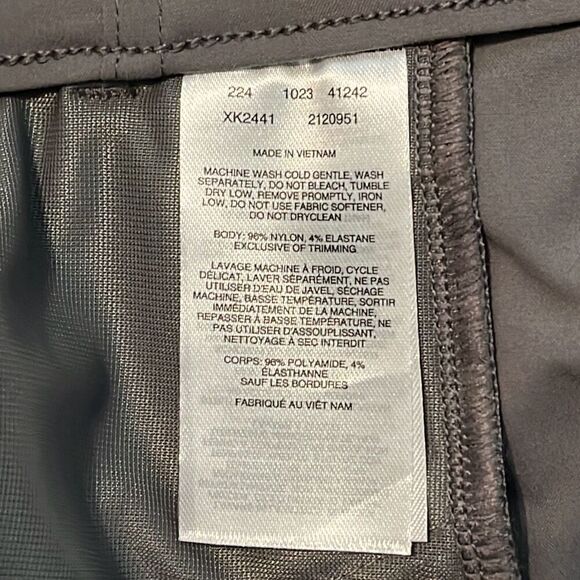 224 1023 41242
XK2441 2120951
MADE IN VIETNAM
MACHINE WASH COLD GENTLE, WASH
SEPARATELY, DO NOT BLEACH, TUMBLE
DRY LOW, REMOVE PROMPTLY, IRON
LOW, DO NOT USE FABRIC SOFTENER,
DO NOT DRYCLEAN
BODY: 96% NYLON, 4% ELASTANE
EXCLUSIVE OF TRIMMING
LAVAGE MACHINE À FROID, CYCLE
DÉLICAT, LAVER SÉPARÉMENT, NE PAS
UTILISER D'EAU DE JAVEL, SÉCHAGE
MACHINE, BASSE TEMPÉRATURE, SORTIR
IMMÉDIATEMENT DE LA MACHINE,
REPASSER À BASSE TEMPÉRATURE, NE
PAS UTILISER D'ASSOUPLISSANT,
NETTOYAGE À SEC INTERDIT
CORPS: 96% POLYAMIDE, 4%
ÉLASTHANNE
SAUF LES BORDURES
FABRIQUÉ AU VIÊT NAM